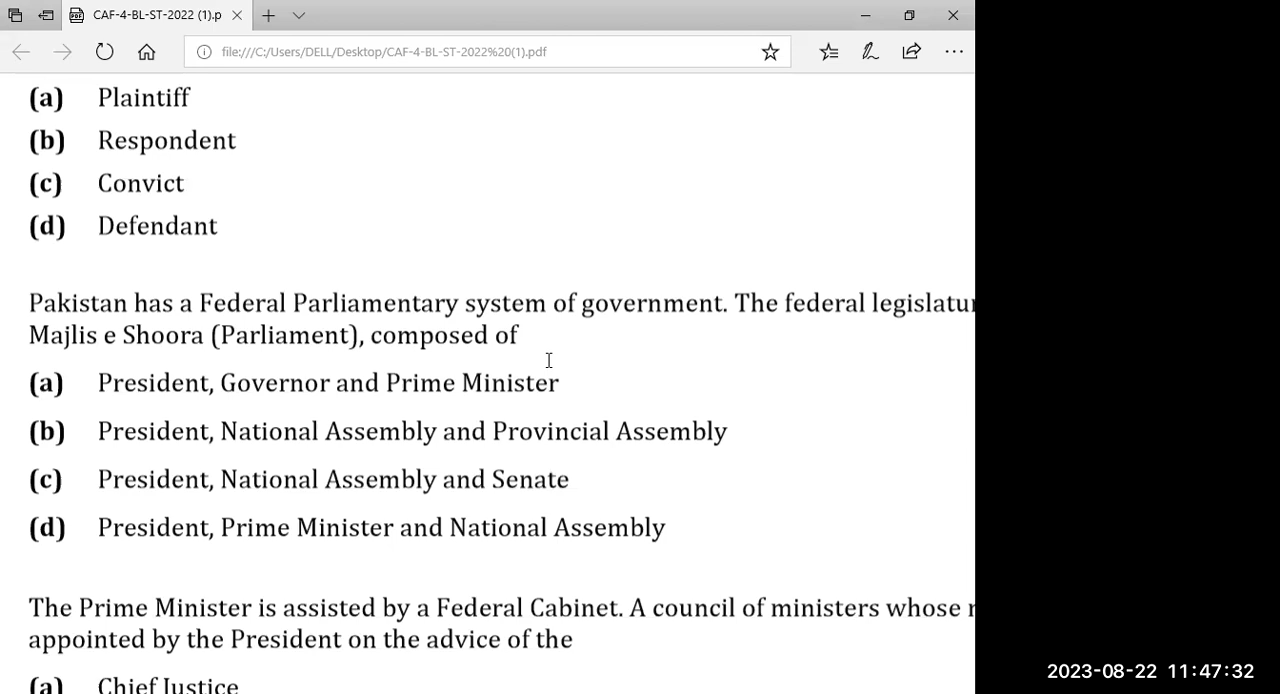 CAF-4-BL-ST-2022 (1).p
file:///C:/Users/DELL/Desktop/CAF-4-BL-ST-2022%20(1).pdf
(a) Plaintiff
(b) Respondent
(c) Convict
(d) Defendant
Pakistan has a Federal Parliamentary system of government. The federal legislatu
Majlis e Shoora (Parliament), composed of
(a) President, Governor and Prime Minister
(b) President, National Assembly and Provincial Assembly
(c) President, National Assembly and Senate
(d) President, Prime Minister and National Assembly
The Prime Minister is assisted by a Federal Cabinet. A council of ministers whose
appointed by the President on the advice of the
(a) Chief Justice
2023-08-22 11:47:32